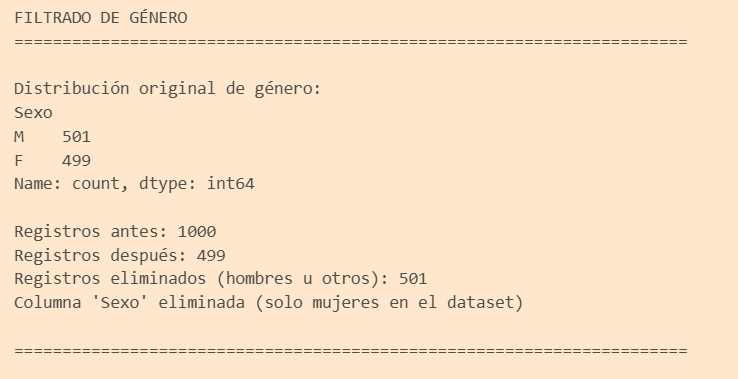 FILTRADO DE GÉNERO
======================================================================
Distribución original de género:
Sexo
M    501
F    499
Name: count, dtype: int64
Registros antes: 1000
Registros después: 499
Registros eliminados (hombres u otros): 501
Columna 'Sexo' eliminada (solo mujeres en el dataset)
======================================================================